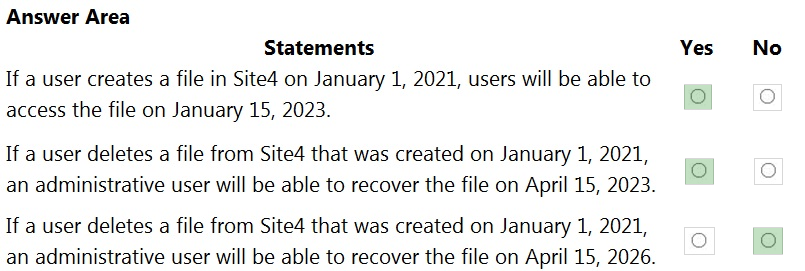 Answer Area
Statements Yes No
If a user creates a file in Site4 on January 1, 2021, users will be able to
access the file on January 15, 2023.
If a user deletes a file from Site4 that was created on January 1, 2021,
an administrative user will be able to recover the file on April 15, 2023.
If a user deletes a file from Site4 that was created on January 1, 2021,
an administrative user will be able to recover the file on April 15, 2026.